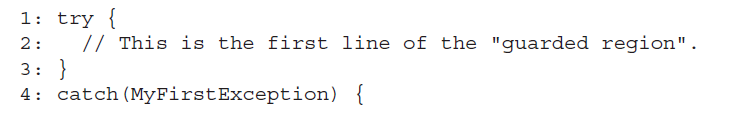 1: try {
2:   // This is the first line of the "guarded region".
3: }
4: catch(MyFirstException) {